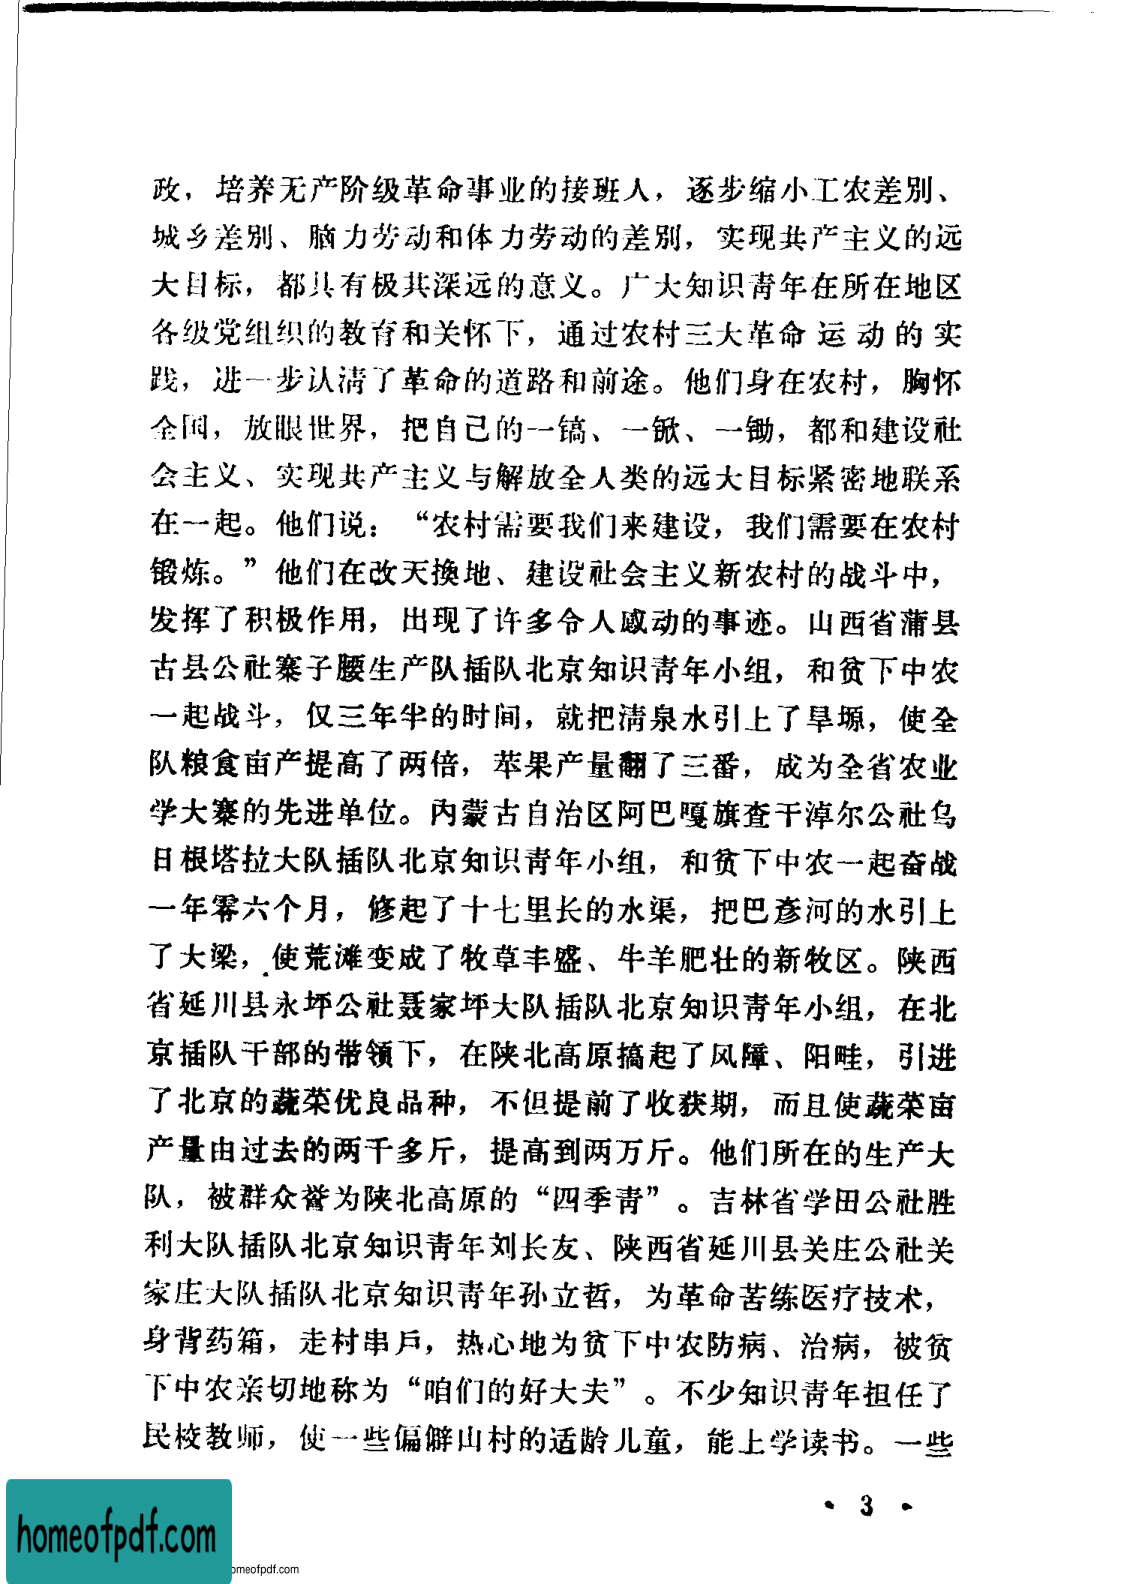 政，培养无产阶级革命事业的接班人，逐步缩小工农差别、
城乡差别、脑力劳动和体力劳动的差别，实现共产主义的远
大目标，都具有极其深远的意义。广大知识青年在所在地区
各级党组织的教育和关怀下，通过农村三大革命运动的实
践，进一步认清了革命的道路和前途。他们身在农村，胸怀
全国，放眼世界，把自己的一镐、一锨、一锄，都和建设社
会主义、实现共产主义与解放全人类的远大目标紧密地联系
在一起。他们说：“农村需要我们来建设，我们需要在农村
锻炼。”他们在改天换地、建设社会主义新农村的战斗中，
发挥了积极作用，出现了许多令人感动的事迹。山西省蒲县
古县公社寨子腰生产队插队北京知识青年小组，和贫下中农
一起战斗，仅三年半的时间，就把清泉水引上了旱塬，使全
队粮食亩产提高了两倍，苹果产量翻了三番，成为全省农业
学大寨的先进单位。内蒙古自治区阿巴嘎旗查干淖尔公社乌
日根塔拉大队插队北京知识青年小组，和贫下中农一起奋战
一年零六个月，修起了十七里长的水渠，把巴彦河的水引上
了大梁，使荒滩变成了牧草丰盛、牛羊肥壮的新牧区。陕西
省延川县永坪公社聂家坪大队插队北京知识青年小组，在北
京插队干部的带领下，在陕北高原搞起了风障、阳畦，引进
了北京的蔬菜优良品种，不但提前了收获期，而且使蔬菜亩
产量由过去的两千多斤，提高到两万斤。他们所在的生产大
队，被群众誉为陕北高原的“四季青”。吉林省学田公社胜
利大队插队北京知识青年刘长友、陕西省延川县关庄公社关
家庄大队插队北京知识青年孙立哲，为革命苦练医疗技术，
身背药箱，走村串户，热心地为贫下中农防病、治病，被贫
下中农亲切地称为“咱们的好大夫”。不少知识青年担任了
民校教师，使一些偏僻山村的适龄儿童，能上学读书。一些
· 3 ·
homeofpdf.com
omeofpdf.com